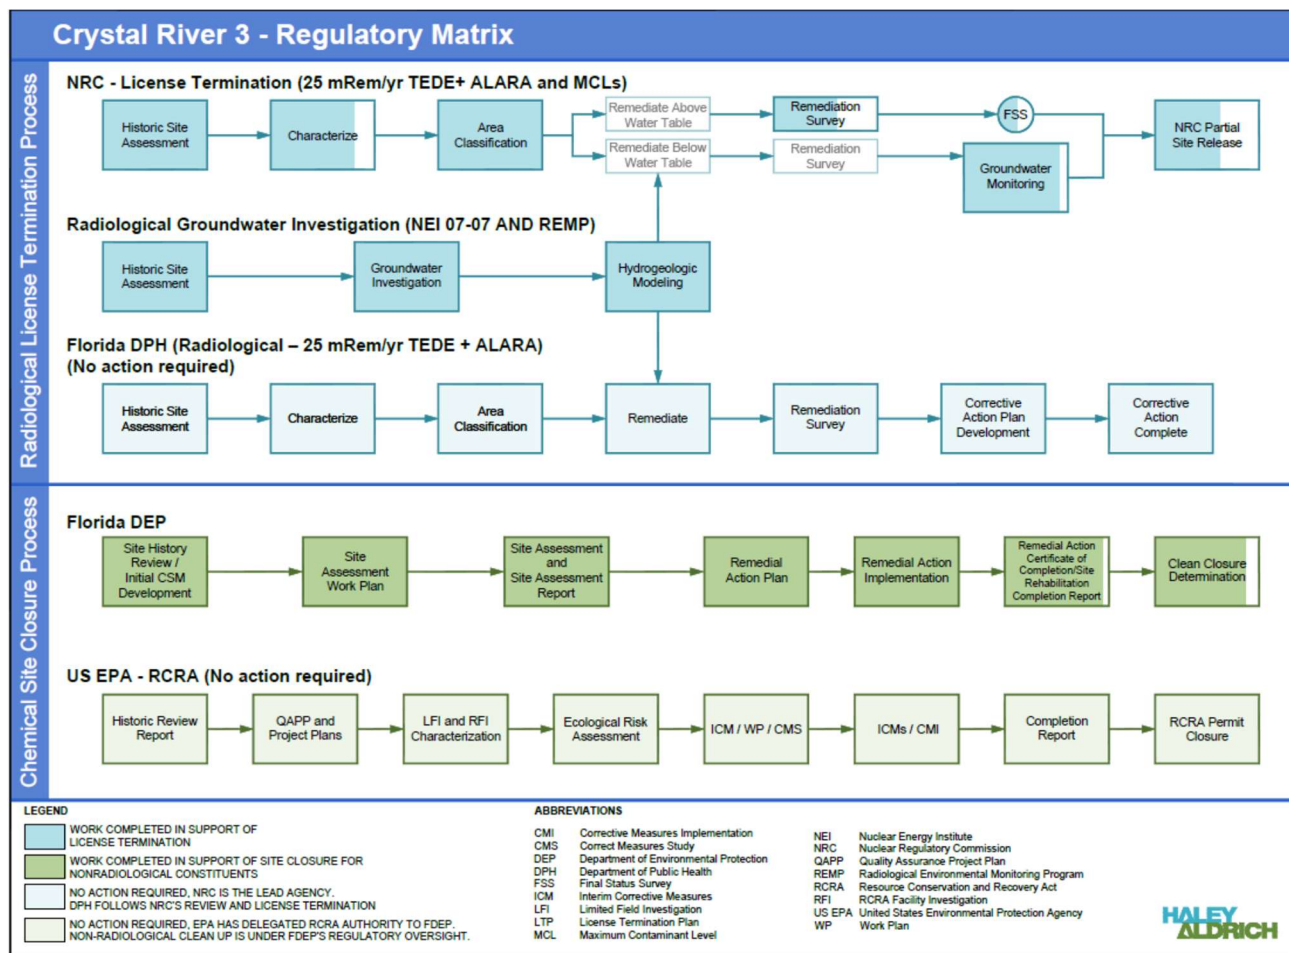 Crystal River 3 - Regulatory Matrix
Radiological License Termination Process
NRC - License Termination (25 mRem/yr TEDE+ ALARA and MCLs)
Historic Site
Assessment
Characterize
Area
Classification
Remediate Above
Water Table
Remediation
Survey
FSS
NRC Partial
Site Release
Remediate Below
Water Table
Remediation
Survey
Groundwater
Monitoring
Radiological Groundwater Investigation (NEI 07-07 AND REMP)
Historic Site
Assessment
Groundwater
Investigation
Hydrogeologic
Modeling
Florida DPH (Radiological – 25 mRem/yr TEDE + ALARA)
(No action required)
Historic Site
Assessment
Characterize
Area
Classification
Remediate
Remediation
Survey
Corrective
Action Plan
Development
Corrective
Action
Complete
Chemical Site Closure Process
Florida DEP
Site History
Review /
Initial CSM
Development
Site
Assessment
Work Plan
Site Assessment
and
Site Assessment
Report
Remedial
Action Plan
Remedial Action
Implementation
Remedial Action
Certificate of
Completion/Site
Rehabilitation
Completion Report
Clean Closure
Determination
US EPA - RCRA (No action required)
Historic Review
Report
QAPP and
Project Plans
LFI and RFI
Characterization
Ecological Risk
Assessment
ICM / WP / CMS
ICMs / CMI
Completion
Report
RCRA Permit
Closure
LEGEND
WORK COMPLETED IN SUPPORT OF
LICENSE TERMINATION
WORK COMPLETED IN SUPPORT OF SITE CLOSURE FOR
NONRADIOLOGICAL CONSTITUENTS
NO ACTION REQUIRED, NRC IS THE LEAD AGENCY.
DPH FOLLOWS NRC'S REVIEW AND LICENSE TERMINATION
NO ACTION REQUIRED, EPA HAS DELEGATED RCRA AUTHORITY TO FDEP.
NON-RADIOLOGICAL CLEAN UP IS UNDER FDEP'S REGULATORY OVERSIGHT.
ABBREVIATIONS
CMI Corrective Measures Implementation
CMS Correct Measures Study
DEP Department of Environmental Protection
DPH Department of Public Health
FSS Final Status Survey
ICM Interim Corrective Measures
LFI Limited Field Investigation
LTP License Termination Plan
MCL Maximum Contaminant Level
NEI Nuclear Energy Institute
NRC Nuclear Regulatory Commission
QAPP Quality Assurance Project Plan
REMP Radiological Environmental Monitoring Program
RCRA Resource Conservation and Recovery Act
RFI RCRA Facility Investigation
US EPA United States Environmental Protection Agency
WP Work Plan
HALEY
ALDRICH